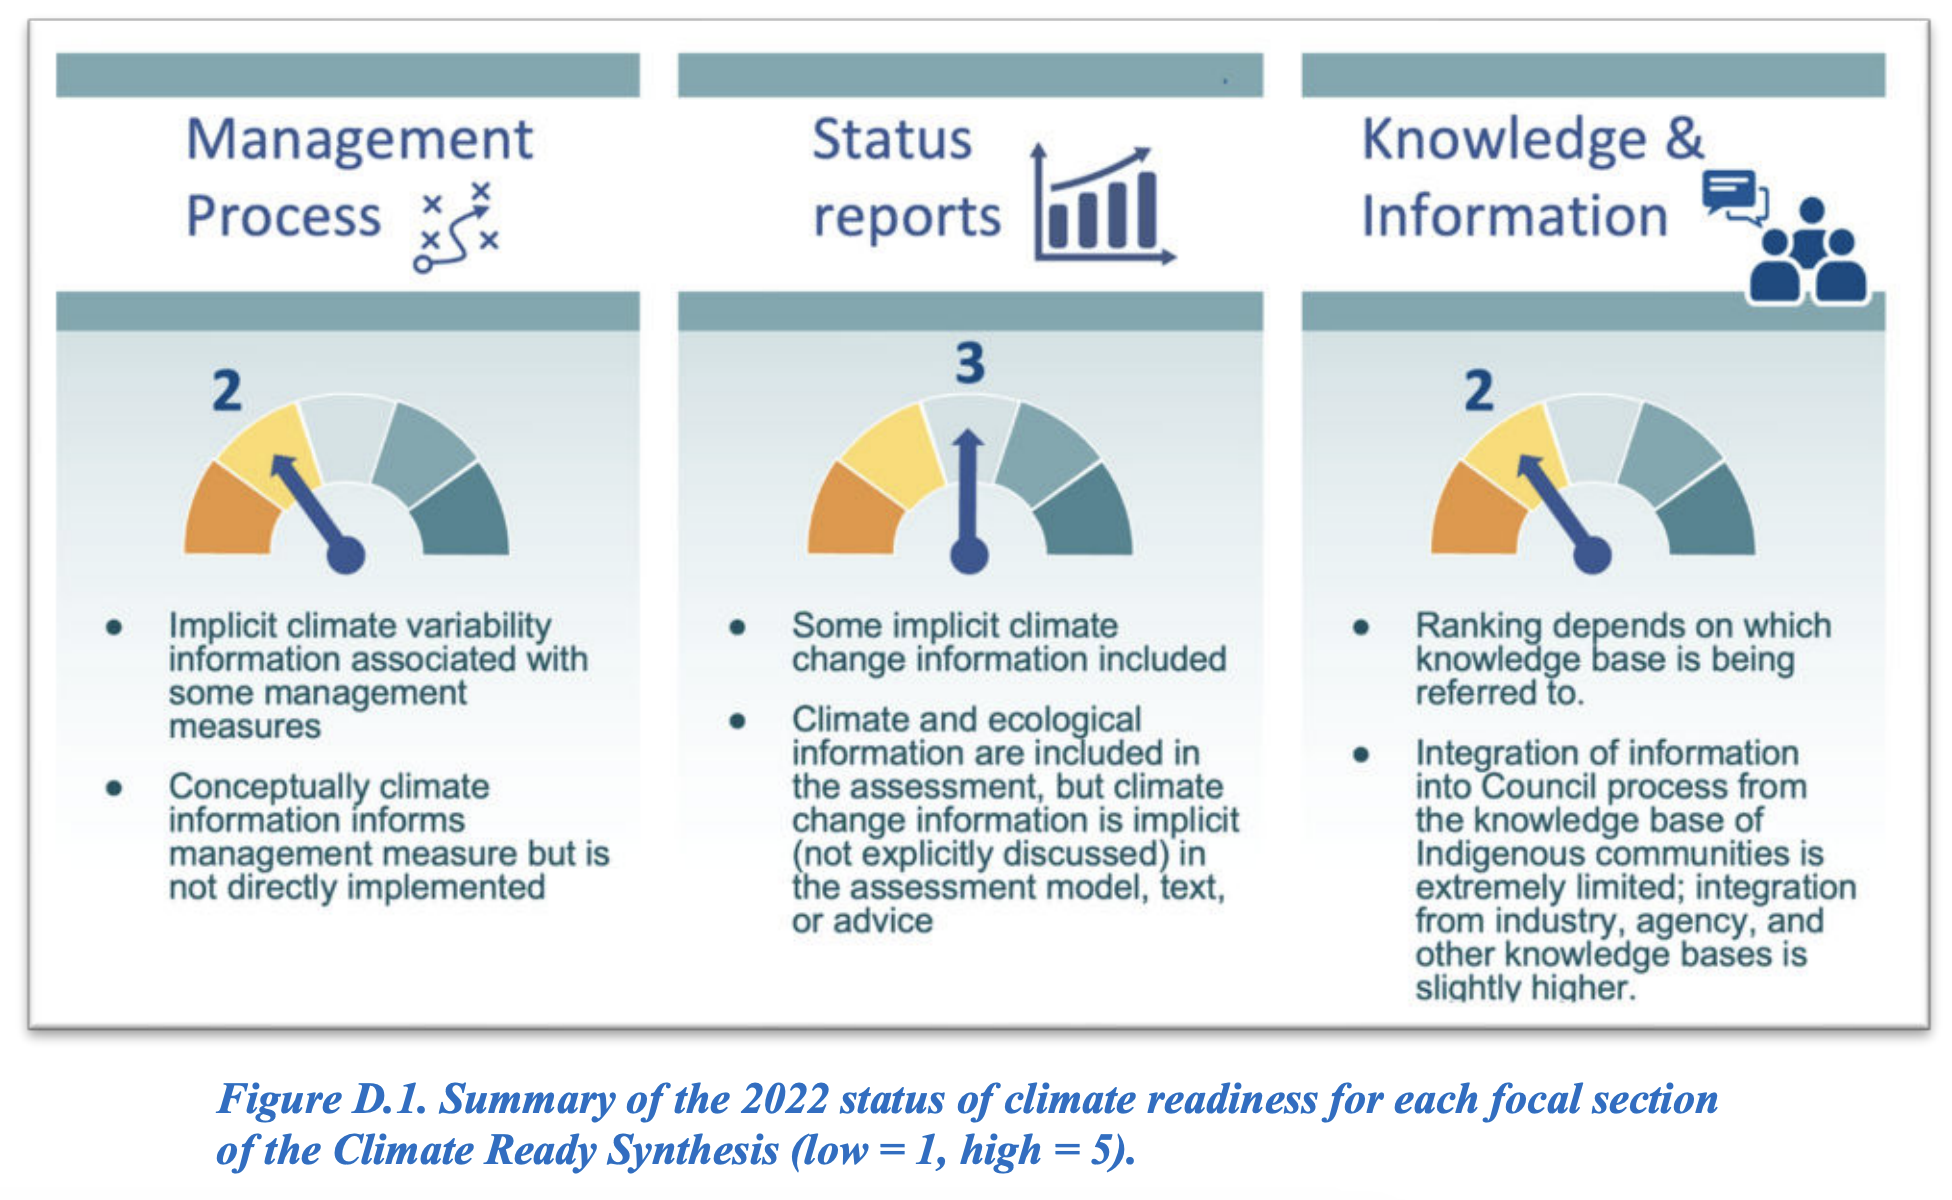 Management
Process
2
• Implicit climate variability
information associated with
some management
measures
• Conceptually climate
information informs
management measure but is
not directly implemented
Status
reports
3
• Some implicit climate
change information included
• Climate and ecological
information are included in
the assessment, but climate
change information is implicit
(not explicitly discussed) in
the assessment model, text,
or advice
Knowledge &
Information
2
• Ranking depends on which
knowledge base is being
referred to.
• Integration of information
into Council process from
the knowledge base of
Indigenous communities is
extremely limited; integration
from industry, agency, and
other knowledge bases is
slightly higher.
Figure D.1. Summary of the 2022 status of climate readiness for each focal section
of the Climate Ready Synthesis (low = 1, high = 5).